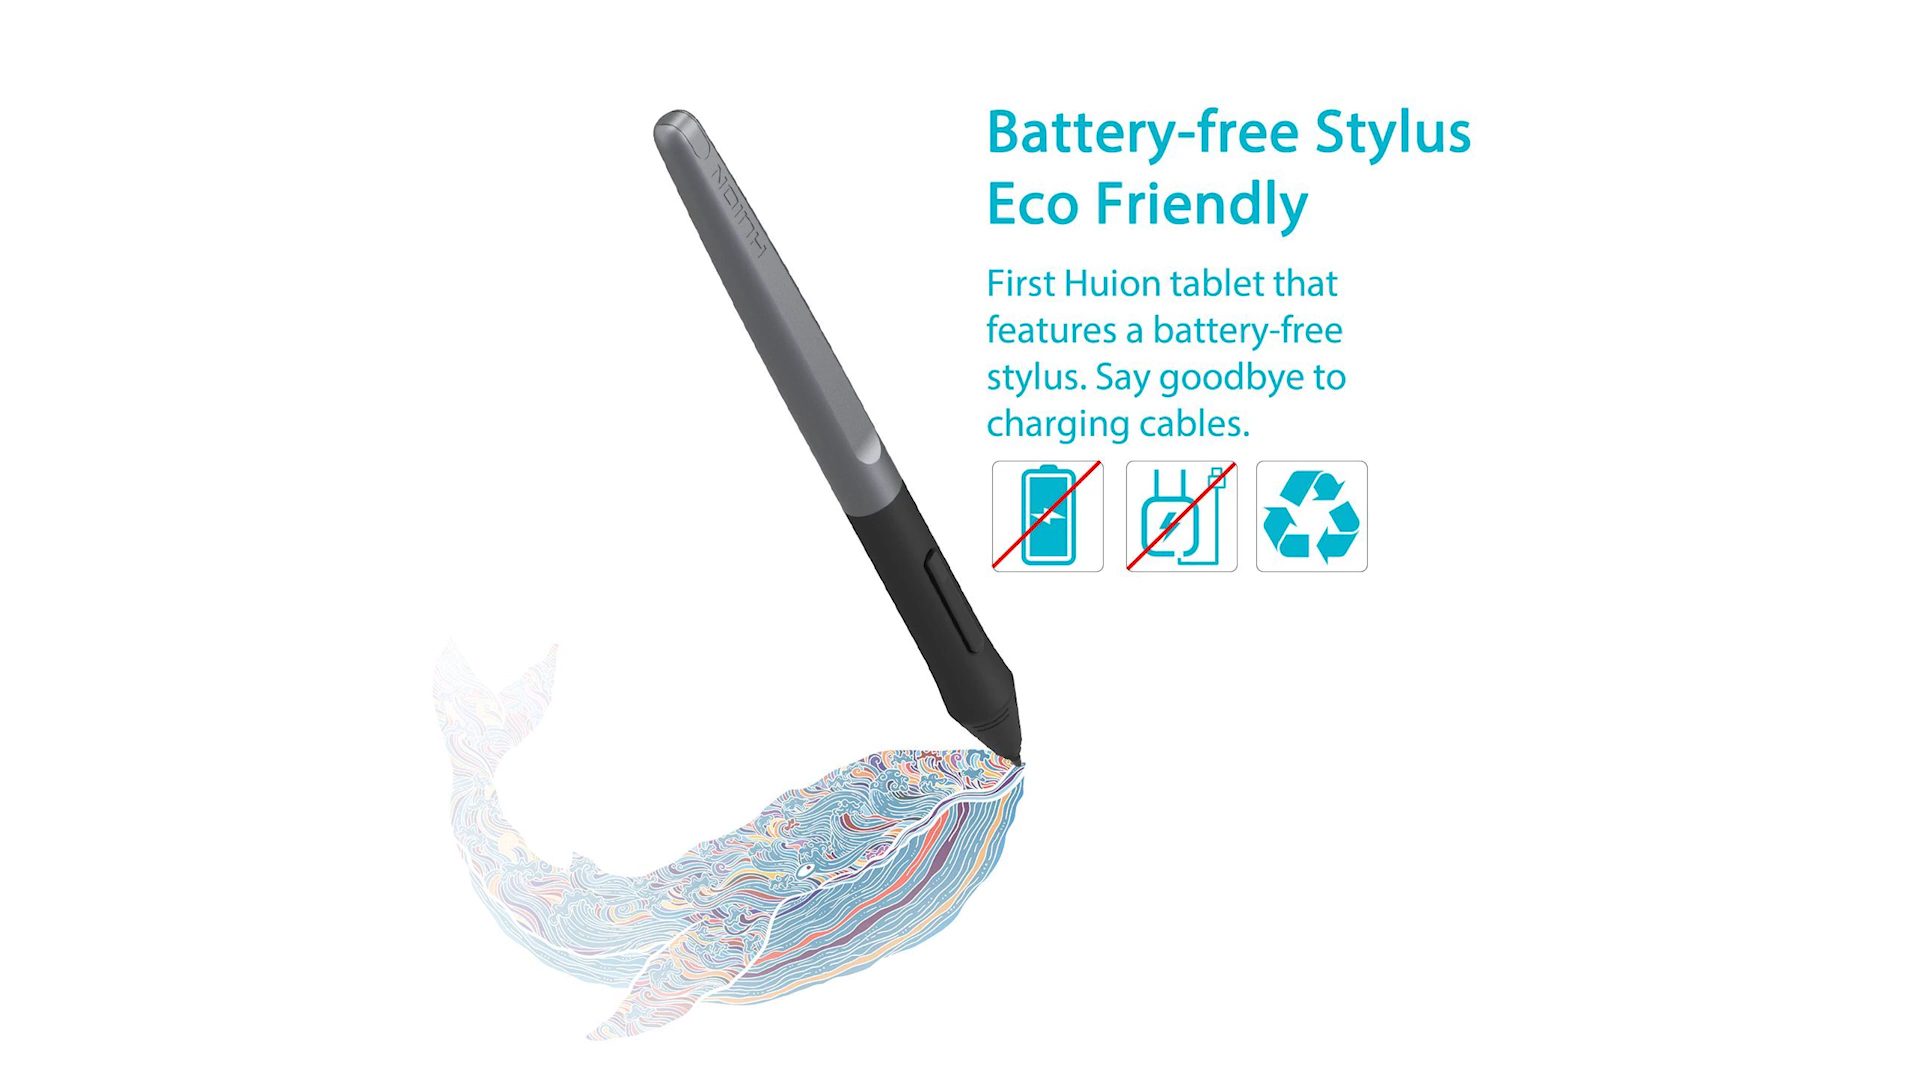 HUION
Battery-free Stylus
Eco Friendly
First Huion tablet that
features a battery-free
stylus. Say goodbye to
charging cables.